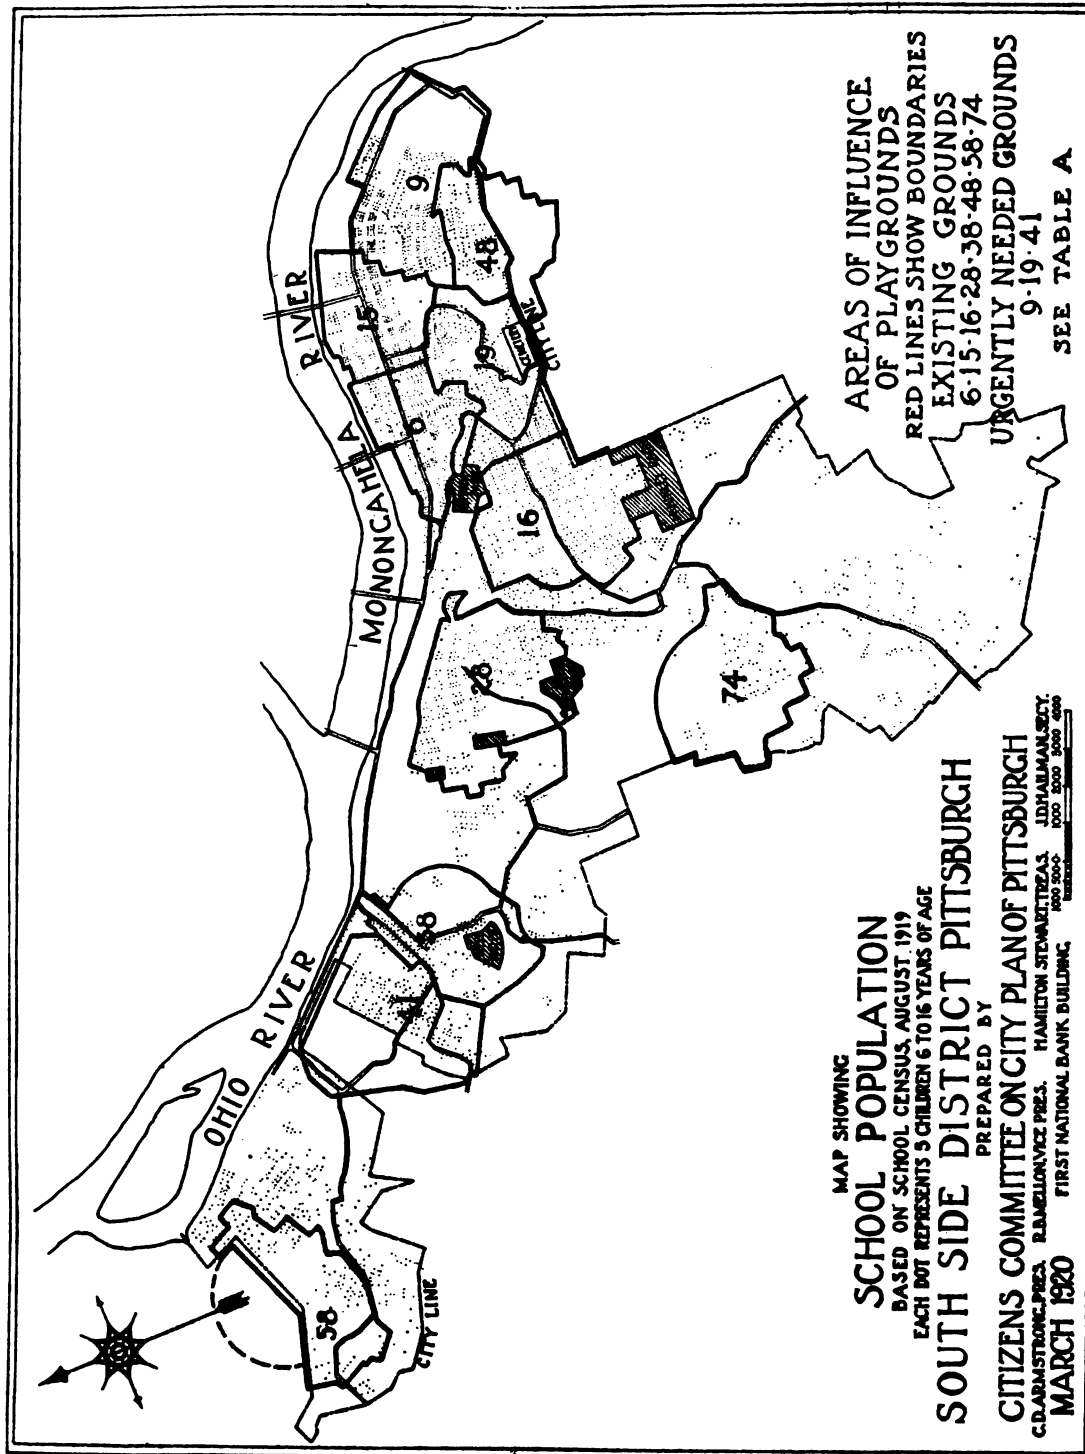 MAP SHOWING
SCHOOL POPULATION
BASED ON SCHOOL CENSUS, AUGUST 1919
EACH DOT REPRESENTS 5 CHILDREN 6 TO 16 YEARS OF AGE
SOUTH SIDE DISTRICT PITTSBURGH
PREPARED BY
CITIZENS COMMITTEE ON CITY PLAN OF PITTSBURGH
C.D. ARMSTRONG, PRES. R.B. MELLON, VICE PRES. HAMILTON STEWART, TREAS. J.D. HAILMAN, SECY.
MARCH 1920 FIRST NATIONAL BANK BUILDING
1000 500 0 1000 2000 3000 4000
AREAS OF INFLUENCE
OF PLAYGROUNDS
RED LINES SHOW BOUNDARIES
EXISTING GROUNDS
6-15-16-28-38-48-58-74
URGENTLY NEEDED GROUNDS
9-19-41
SEE TABLE A
OHIO RIVER
MONONGAHELA RIVER
CITY LINE
CITY LINE
58
41
28
74
16
6
15
19
48
9